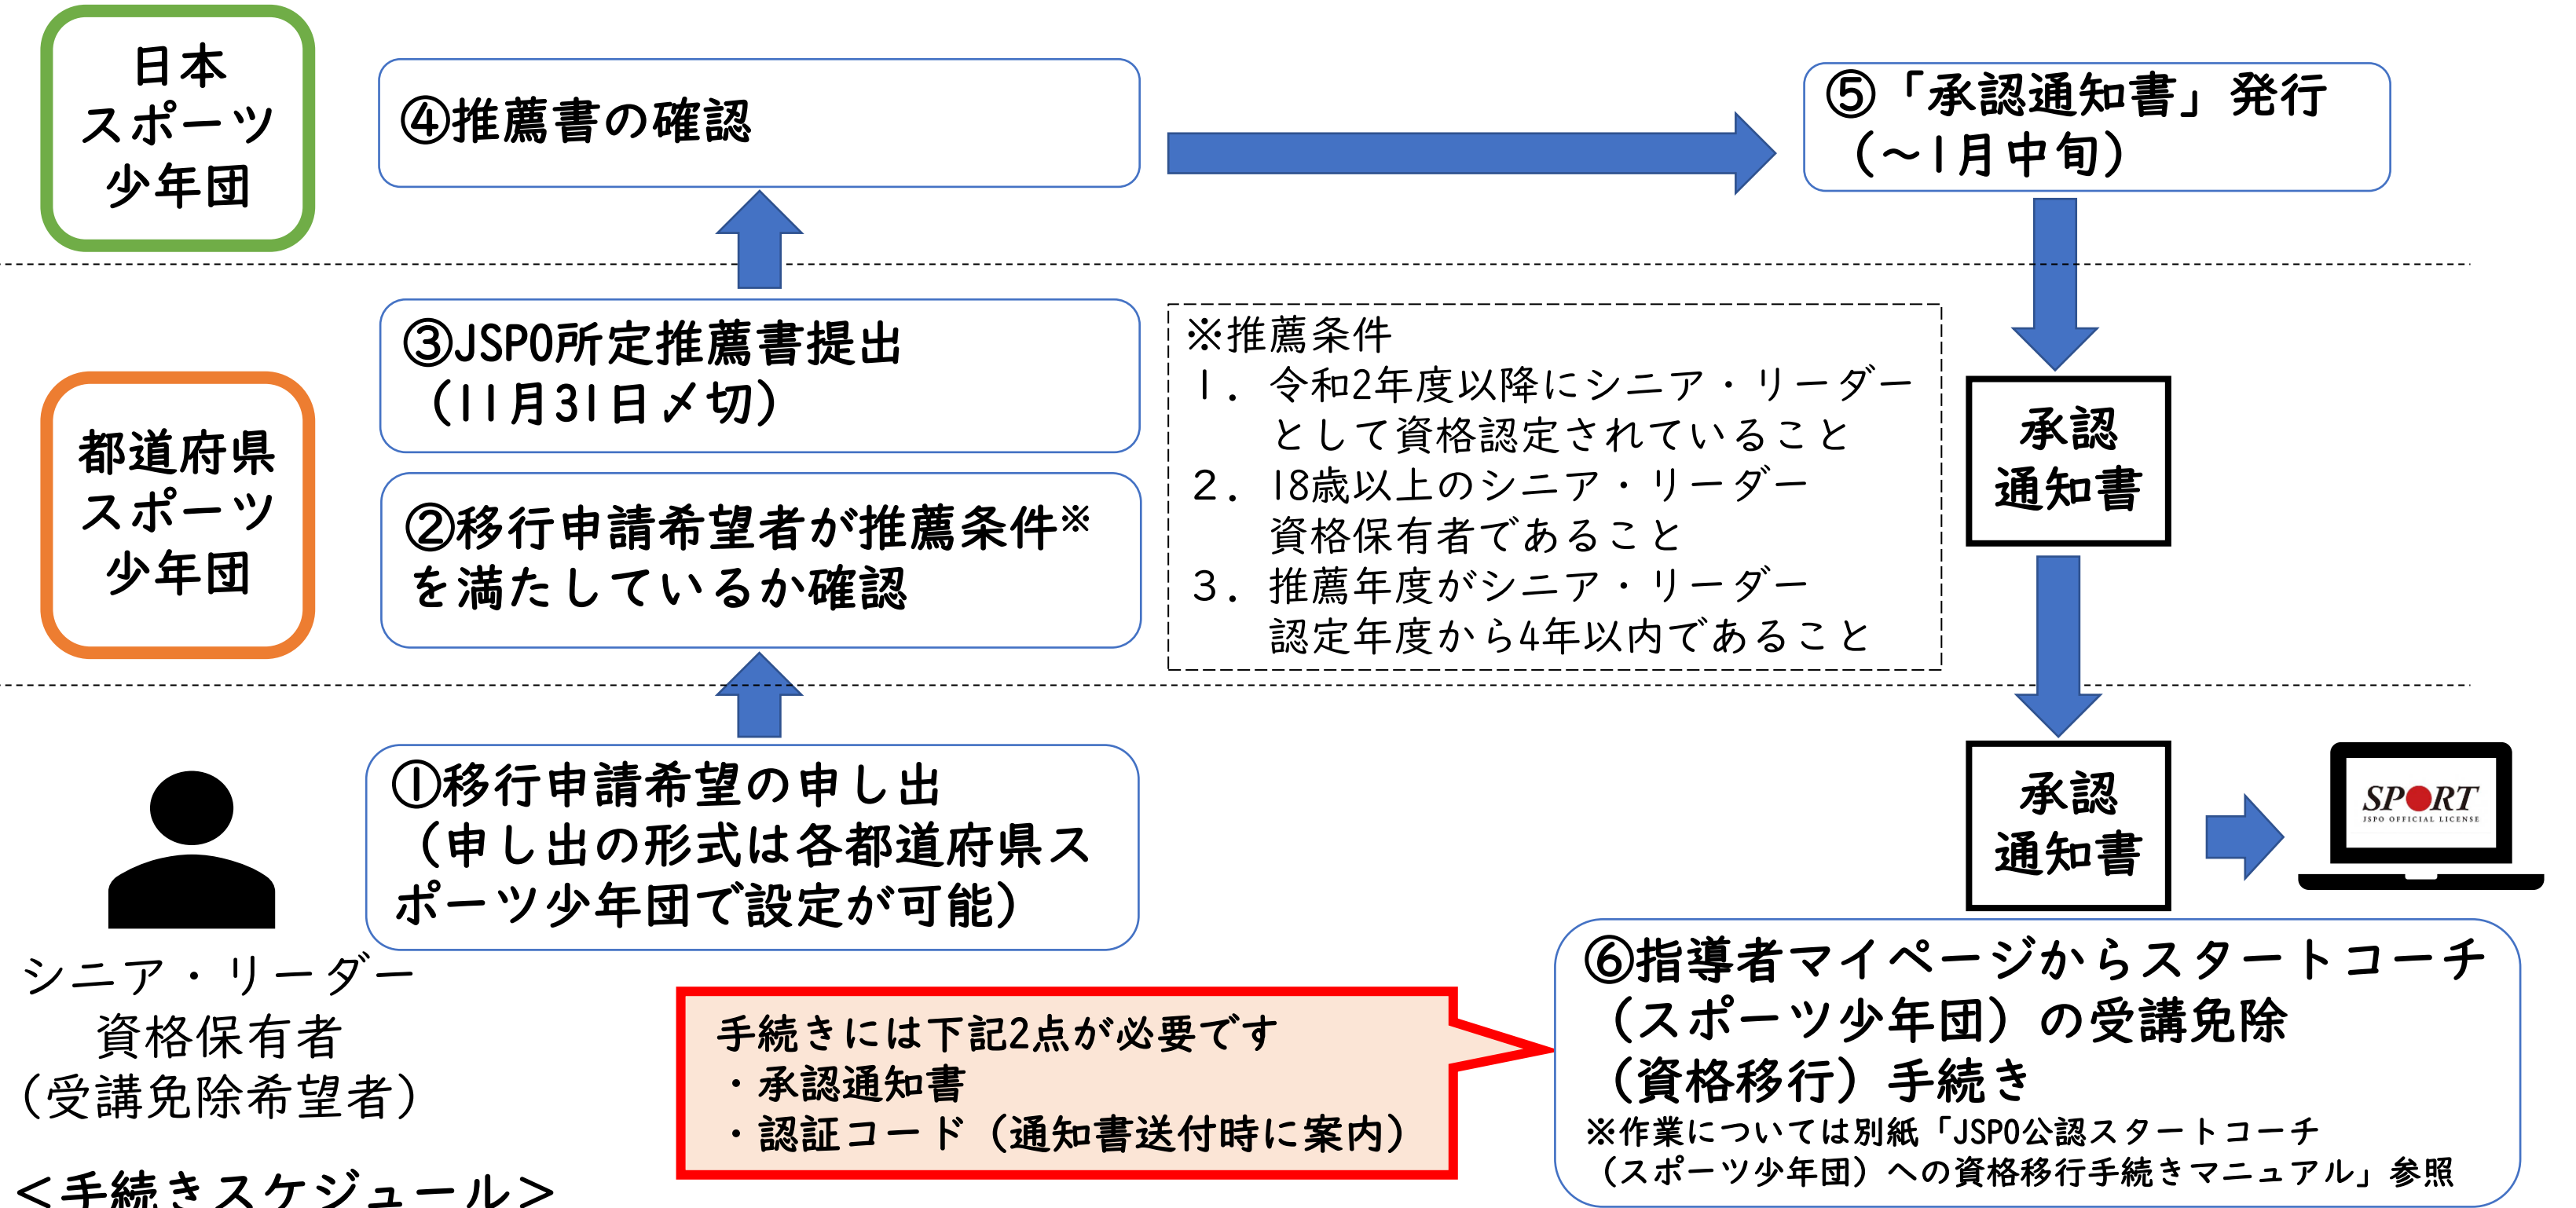 日本
スポーツ
少年団
④推薦書の確認
⑤「承認通知書」発行
（～1月中旬）
③JSPO所定推薦書提出
（11月31日〆切）
②移行申請希望者が推薦条件※
を満たしているか確認
※推薦条件
1． 令和2年度以降にシニア・リーダー
として資格認定されていること
2． 18歳以上のシニア・リーダー
資格保有者であること
3． 推薦年度がシニア・リーダー
認定年度から4年以内であること
都道府県
スポーツ
少年団
承認
通知書
①移行申請希望の申し出
（申し出の形式は各都道府県ス
ポーツ少年団で設定が可能）
承認
通知書
SPORT
JSPO OFFICIAL LICENSE
シニア・リーダー
資格保有者
（受講免除希望者）
手続きには下記2点が必要です
・承認通知書
・認証コード（通知書送付時に案内）
⑥指導者マイページからスタートコーチ
（スポーツ少年団）の受講免除
（資格移行）手続き
※作業については別紙「JSPO公認スタートコーチ
（スポーツ少年団）への資格移行手続きマニュアル」参照
＜手続きスケジュール＞